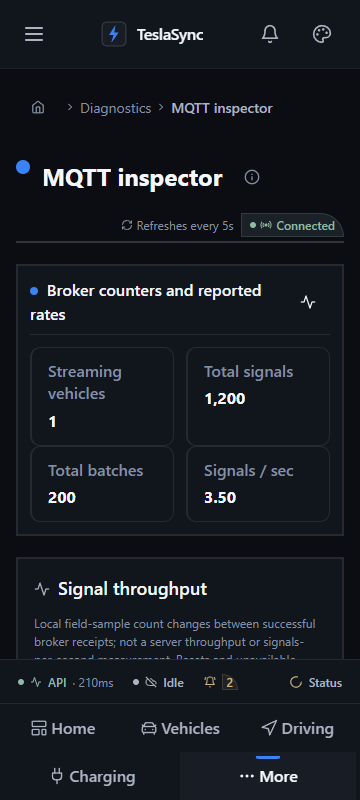 TeslaSync
Diagnostics MQTT inspector
MQTT inspector
Refreshes every 5s Connected
Broker counters and reported
rates
Streaming
vehicles
1
Total signals
1,200
Total batches
200
Signals / sec
3.50
Signal throughput
Local field-sample count changes between successful
broker receipts; not a server throughput or signals-
API · 210ms Idle 2 Status
Home Vehicles Driving
Charging More